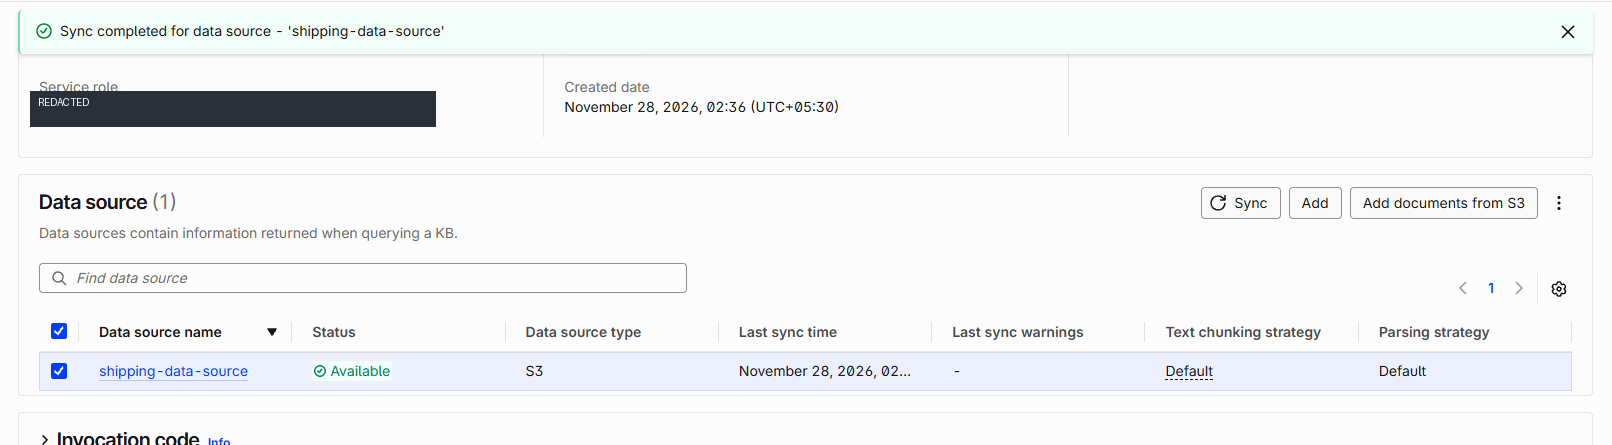 Sync completed for data source - 'shipping-data-source'
Service role
REDACTED
Created date
November 28, 2026, 02:36 (UTC+05:30)
Data source (1)
Sync
Add
Add documents from S3
Data sources contain information returned when querying a KB.
Find data source
1
Data source name Status Data source type Last sync time Last sync warnings Text chunking strategy Parsing strategy
shipping-data-source Available S3 November 28, 2026, 02... - Default Default
Invocation code Info